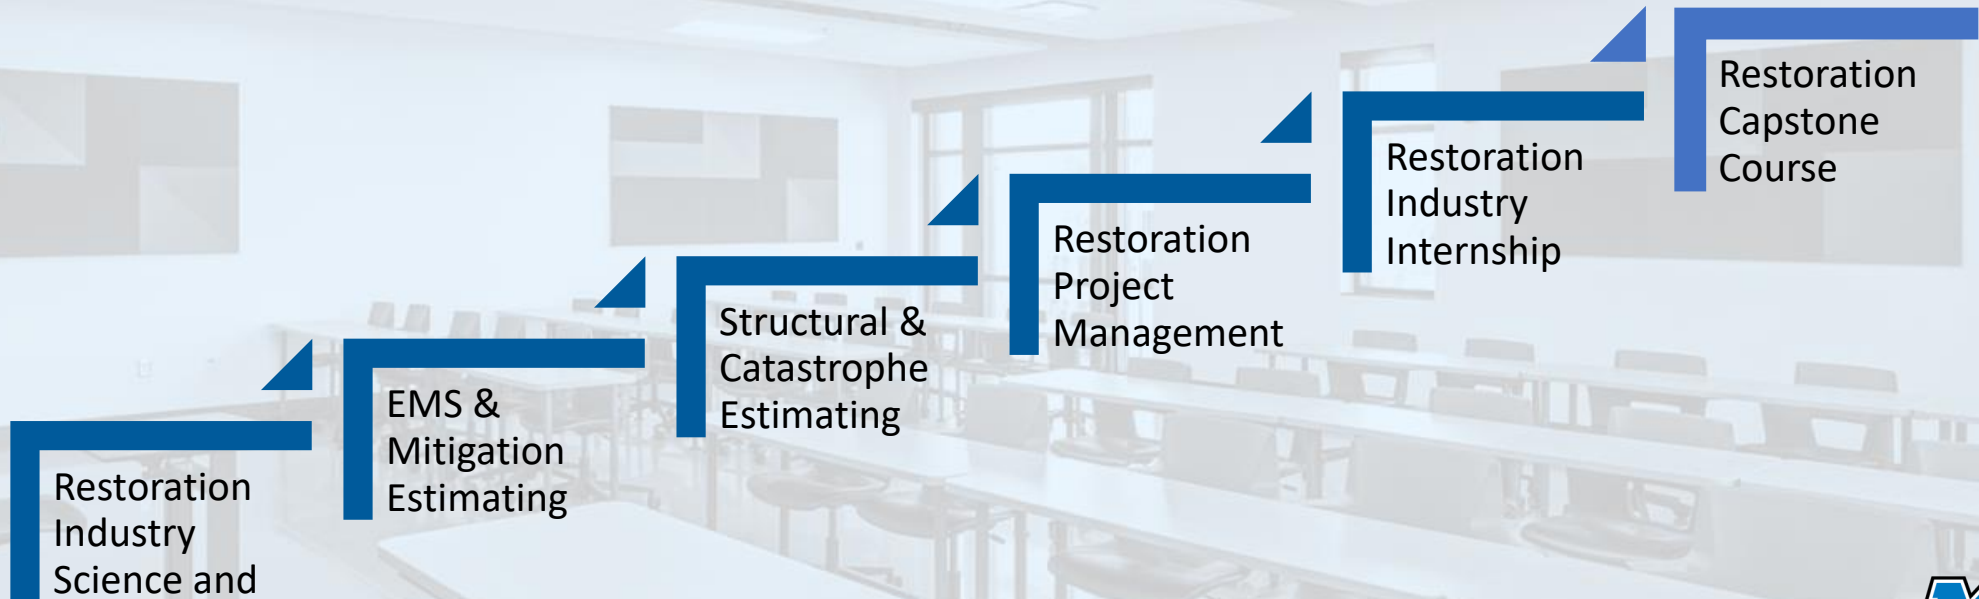 Restoration
Industry
Science and
EMS &
Mitigation
Estimating
Structural &
Catastrophe
Estimating
Restoration
Project
Management
Restoration
Industry
Internship
Restoration
Capstone
Course